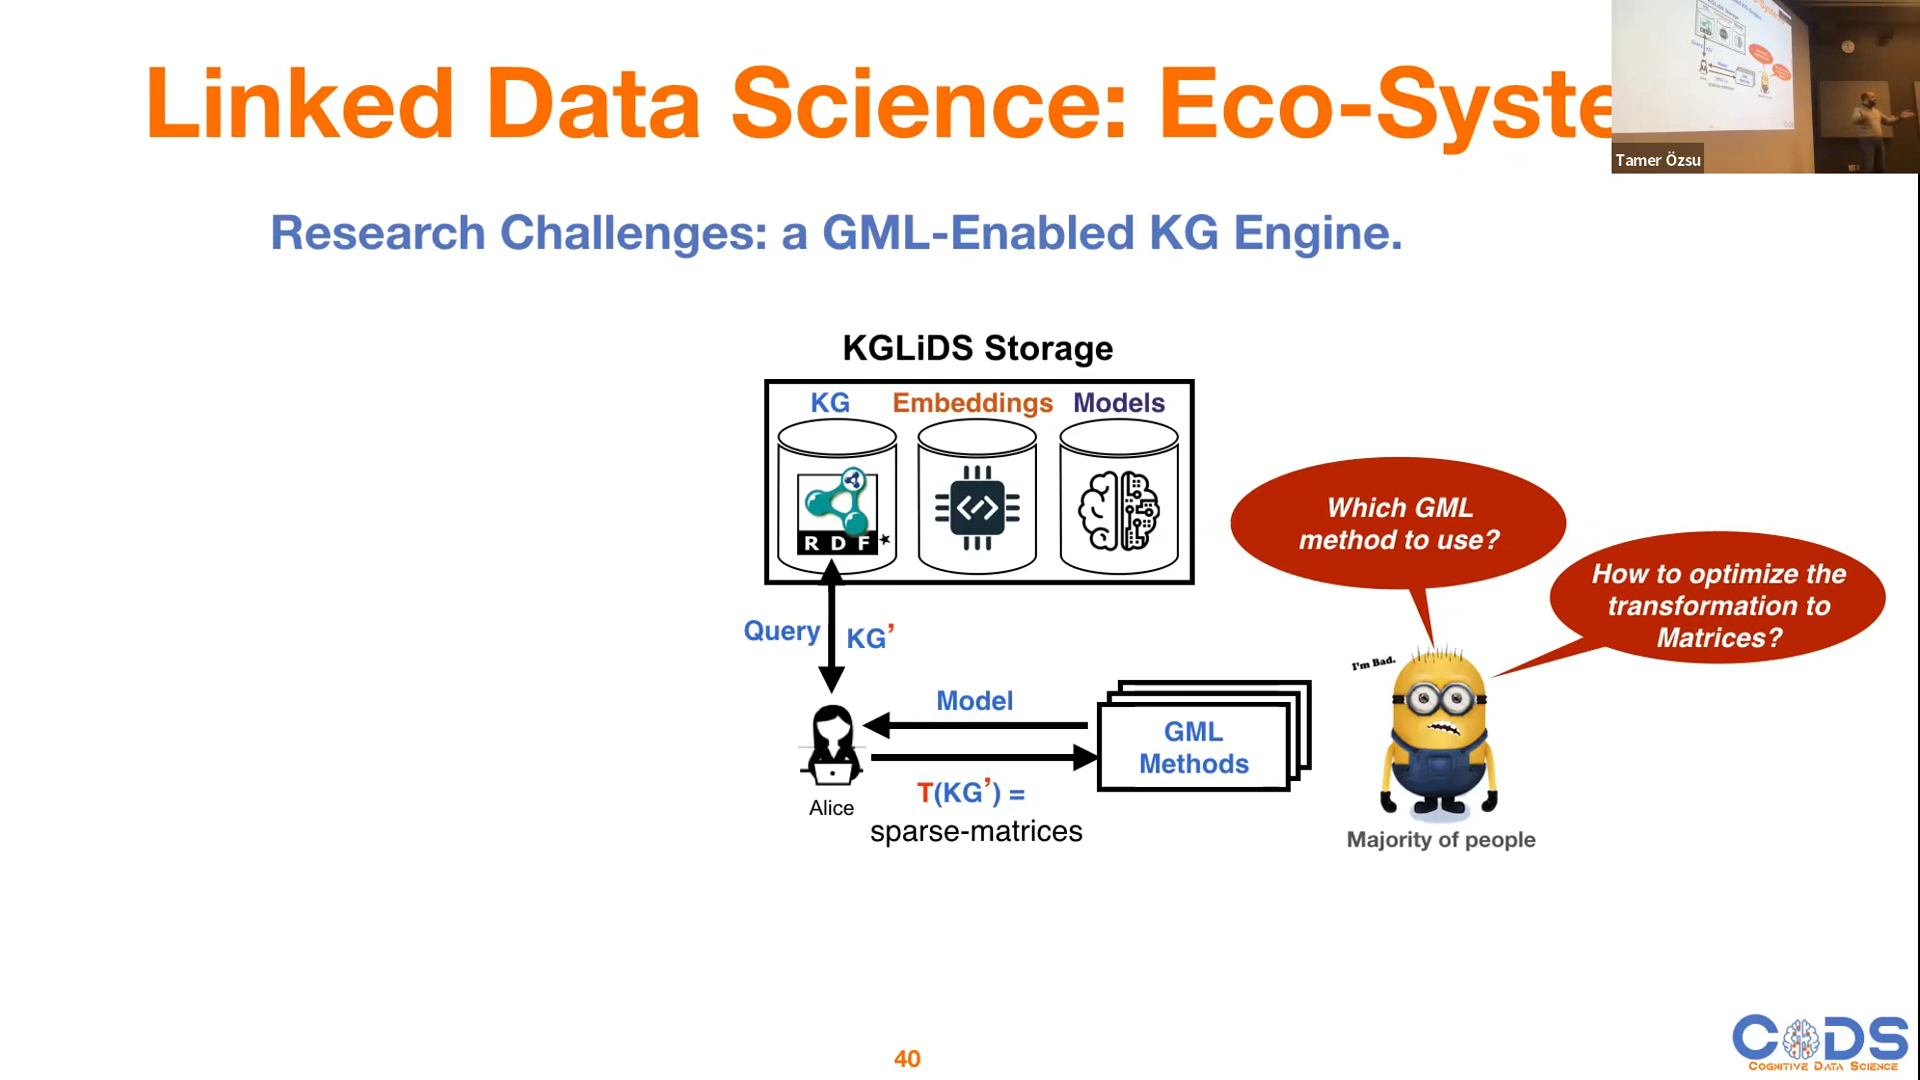 Linked Data Science: Eco-Syste
Tamer Özsu
Research Challenges: a GML-Enabled KG Engine.
KGLiDS Storage
KG Embeddings Models
RDF
Which GML
method to use?
How to optimize the
transformation to
Matrices?
Query KG’
I'm Bad.
Model
GML
Methods
T(KG’) =
sparse-matrices
Alice
Majority of people
40
CODS
COGNITIVE DATA SCIENCE